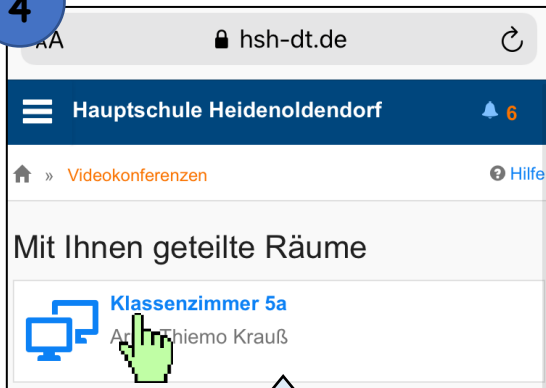 4
AA hsh-dt.de
Hauptschule Heidenoldendorf 6
» Videokonferenzen Hilfe
Mit Ihnen geteilte Räume
Klassenzimmer 5a
Thiemo Krauß